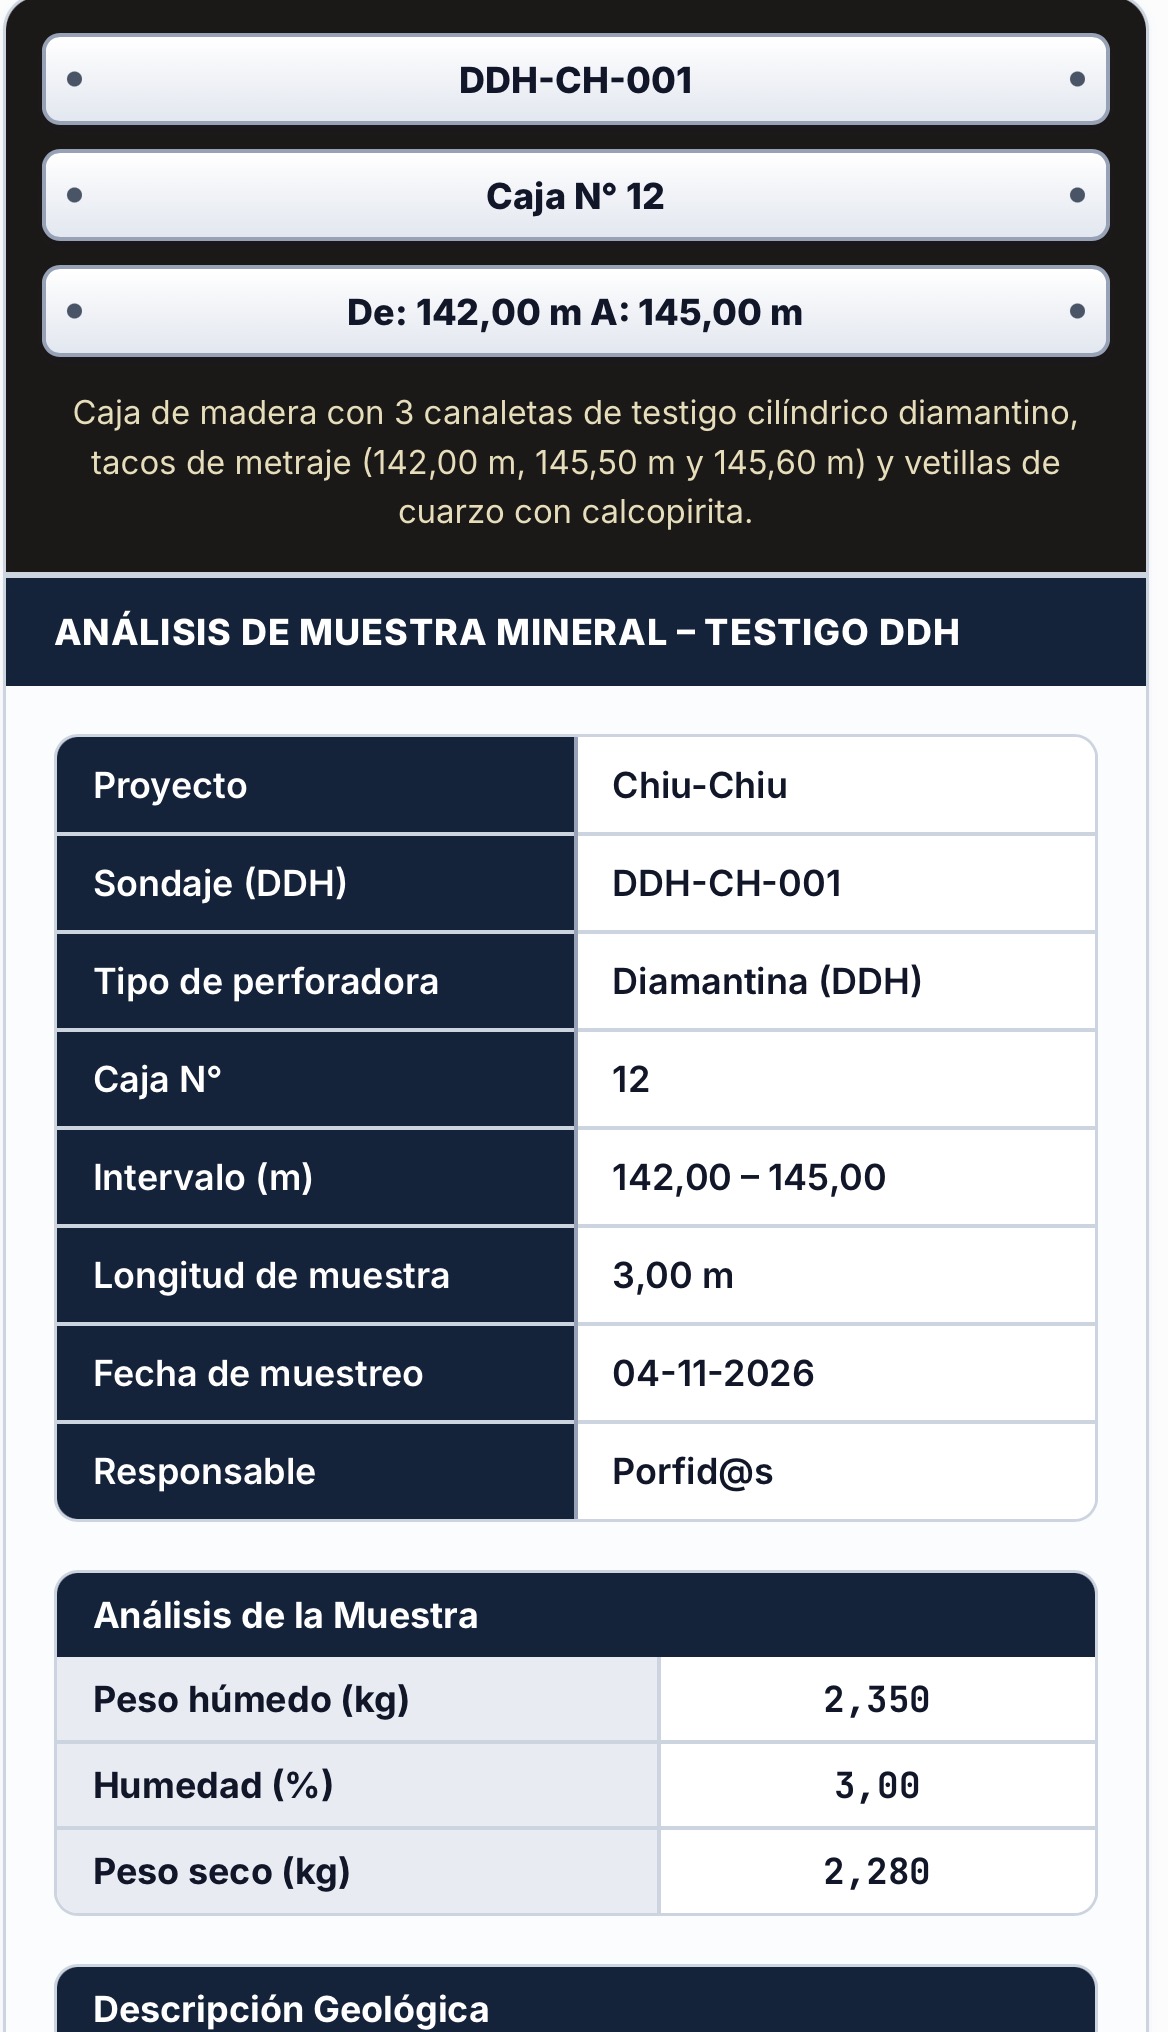 DDH-CH-001
Caja N° 12
De: 142,00 m A: 145,00 m
Caja de madera con 3 canaletas de testigo cilíndrico diamantino,
tacos de metraje (142,00 m, 145,50 m y 145,60 m) y vetillas de
cuarzo con calcopirita.
ANÁLISIS DE MUESTRA MINERAL – TESTIGO DDH
Proyecto Chiu-Chiu
Sondaje (DDH) DDH-CH-001
Tipo de perforadora Diamantina (DDH)
Caja N° 12
Intervalo (m) 142,00 – 145,00
Longitud de muestra 3,00 m
Fecha de muestreo 04-11-2026
Responsable Porfid@s
Análisis de la Muestra
Peso húmedo (kg) 2,350
Humedad (%) 3,00
Peso seco (kg) 2,280
Descripción Geológica